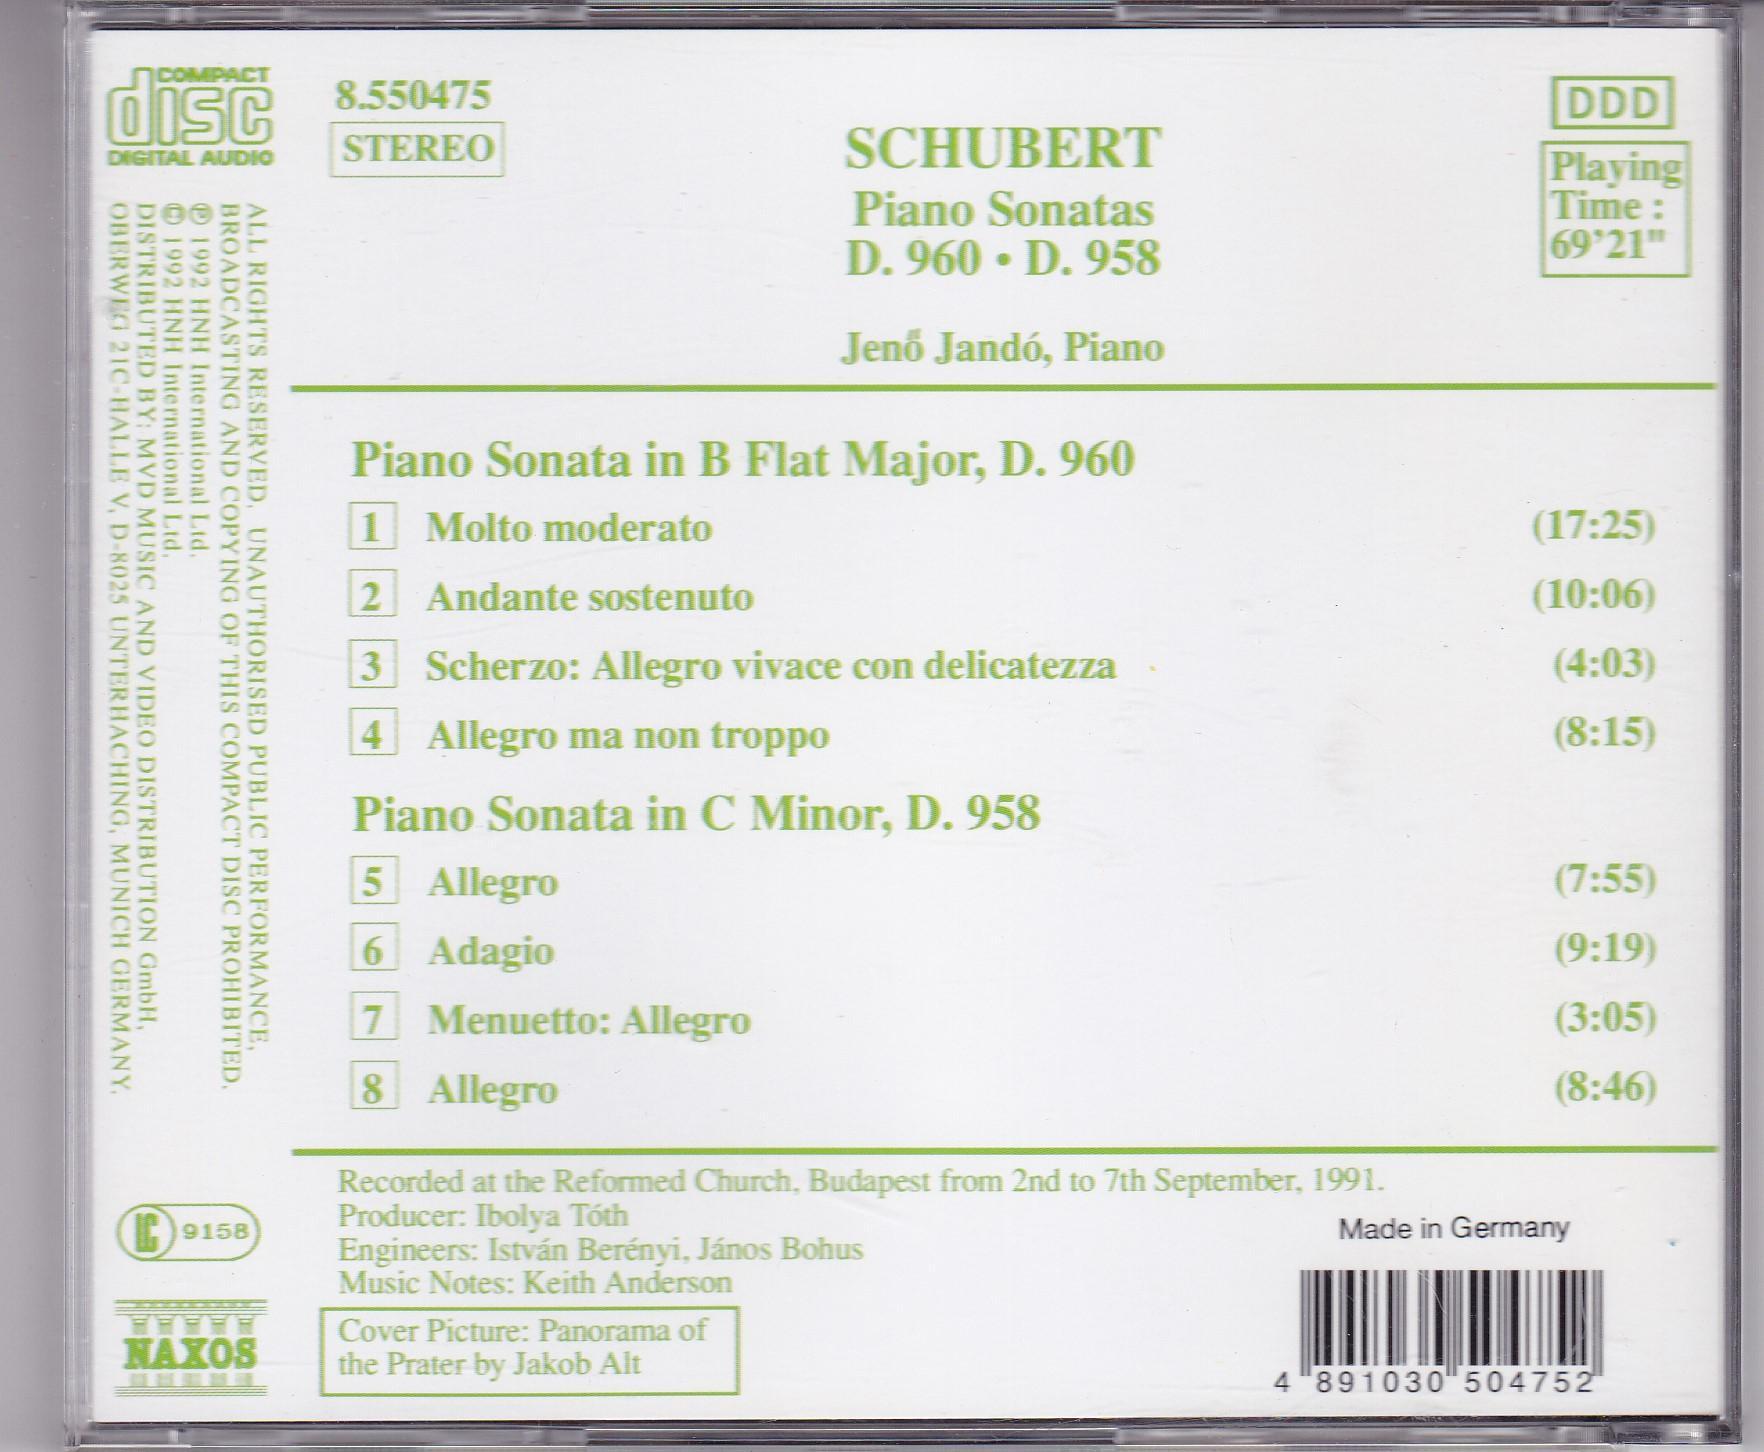 COMPACT
disc
DIGITAL AUDIO
8.550475
STEREO
SCHUBERT
Piano Sonatas
D. 960 • D. 958
Jenő Jandó, Piano
DDD
Playing
Time :
69'21"
Piano Sonata in B Flat Major, D. 960
1 Molto moderato (17:25)
2 Andante sostenuto (10:06)
3 Scherzo: Allegro vivace con delicatezza (4:03)
4 Allegro ma non troppo (8:15)
Piano Sonata in C Minor, D. 958
5 Allegro (7:55)
6 Adagio (9:19)
7 Menuetto: Allegro (3:05)
8 Allegro (8:46)
Recorded at the Reformed Church, Budapest from 2nd to 7th September, 1991.
Producer: Ibolya Tóth
Engineers: István Berényi, János Bohus
Music Notes: Keith Anderson
Cover Picture: Panorama of
the Prater by Jakob Alt
Made in Germany
4 891030 504752
ALL RIGHTS RESERVED. UNAUTHORISED PUBLIC PERFORMANCE,
BROADCASTING AND COPYING OF THIS COMPACT DISC PROHIBITED.
℗ 1992 HNH International Ltd.
© 1992 HNH International Ltd.
DISTRIBUTED BY: MVD MUSIC AND VIDEO DISTRIBUTION GmbH,
OBERWEG 21C-HALLE V, D-8025 UNTERHACHING, MUNICH GERMANY.
LC 9158
NAXOS